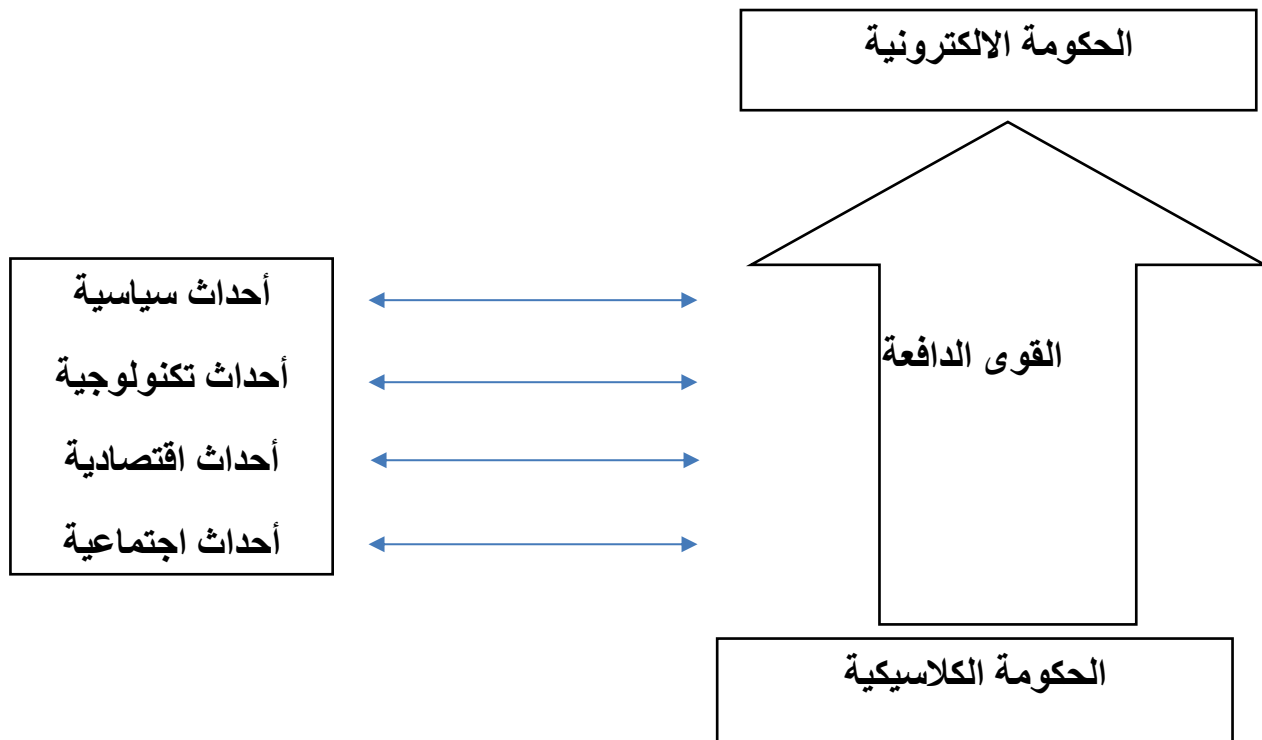 الحكومة الالكترونية
أحداث سياسية
أحداث تكنولوجية
أحداث اقتصادية
أحداث اجتماعية
القوى الدافعة
الحكومة الكلاسيكية